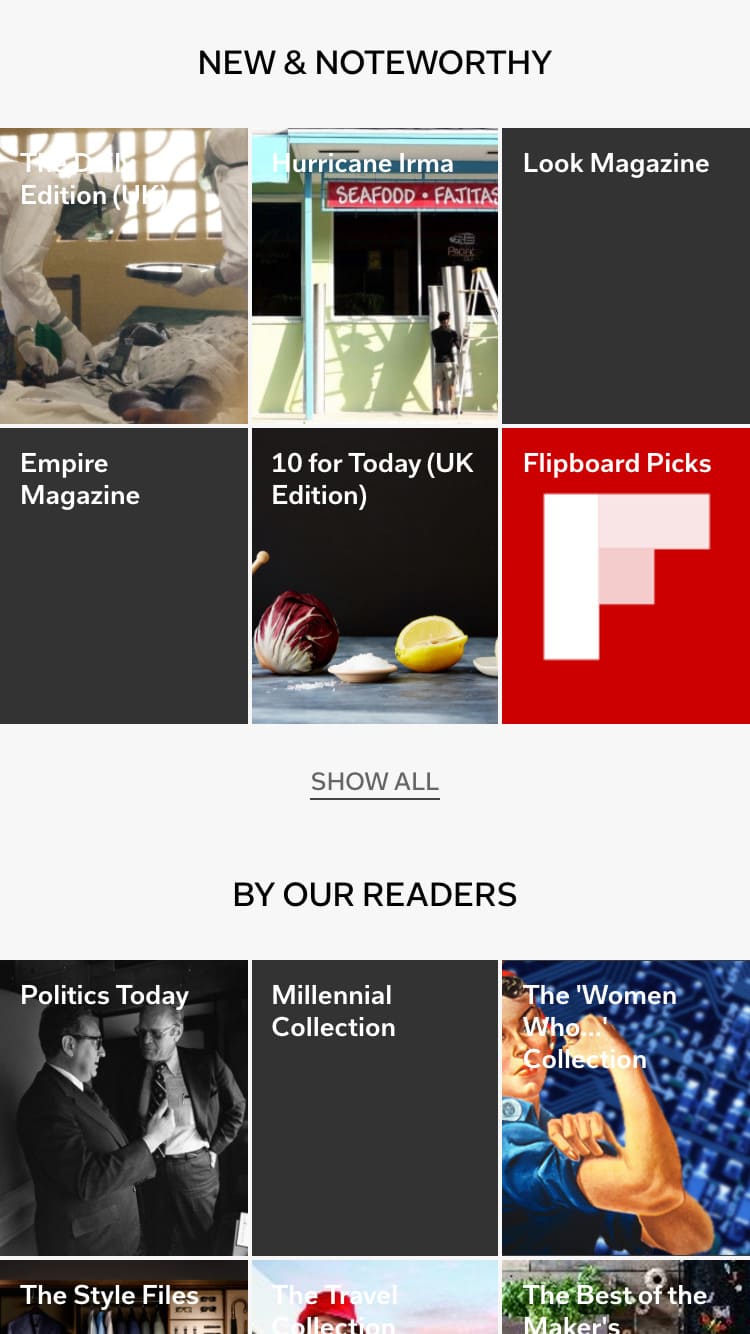 NEW & NOTEWORTHY
The Daily
Edition (UK)
Hurricane Irma
SEAFOOD • FAJITAS
PACIFIC
Look Magazine
Empire
Magazine
10 for Today (UK
Edition)
Flipboard Picks
SHOW ALL
BY OUR READERS
Politics Today
Millennial
Collection
The 'Women
Who...'
Collection
The Style Files
The Travel
Collection
The Best of the
Maker's